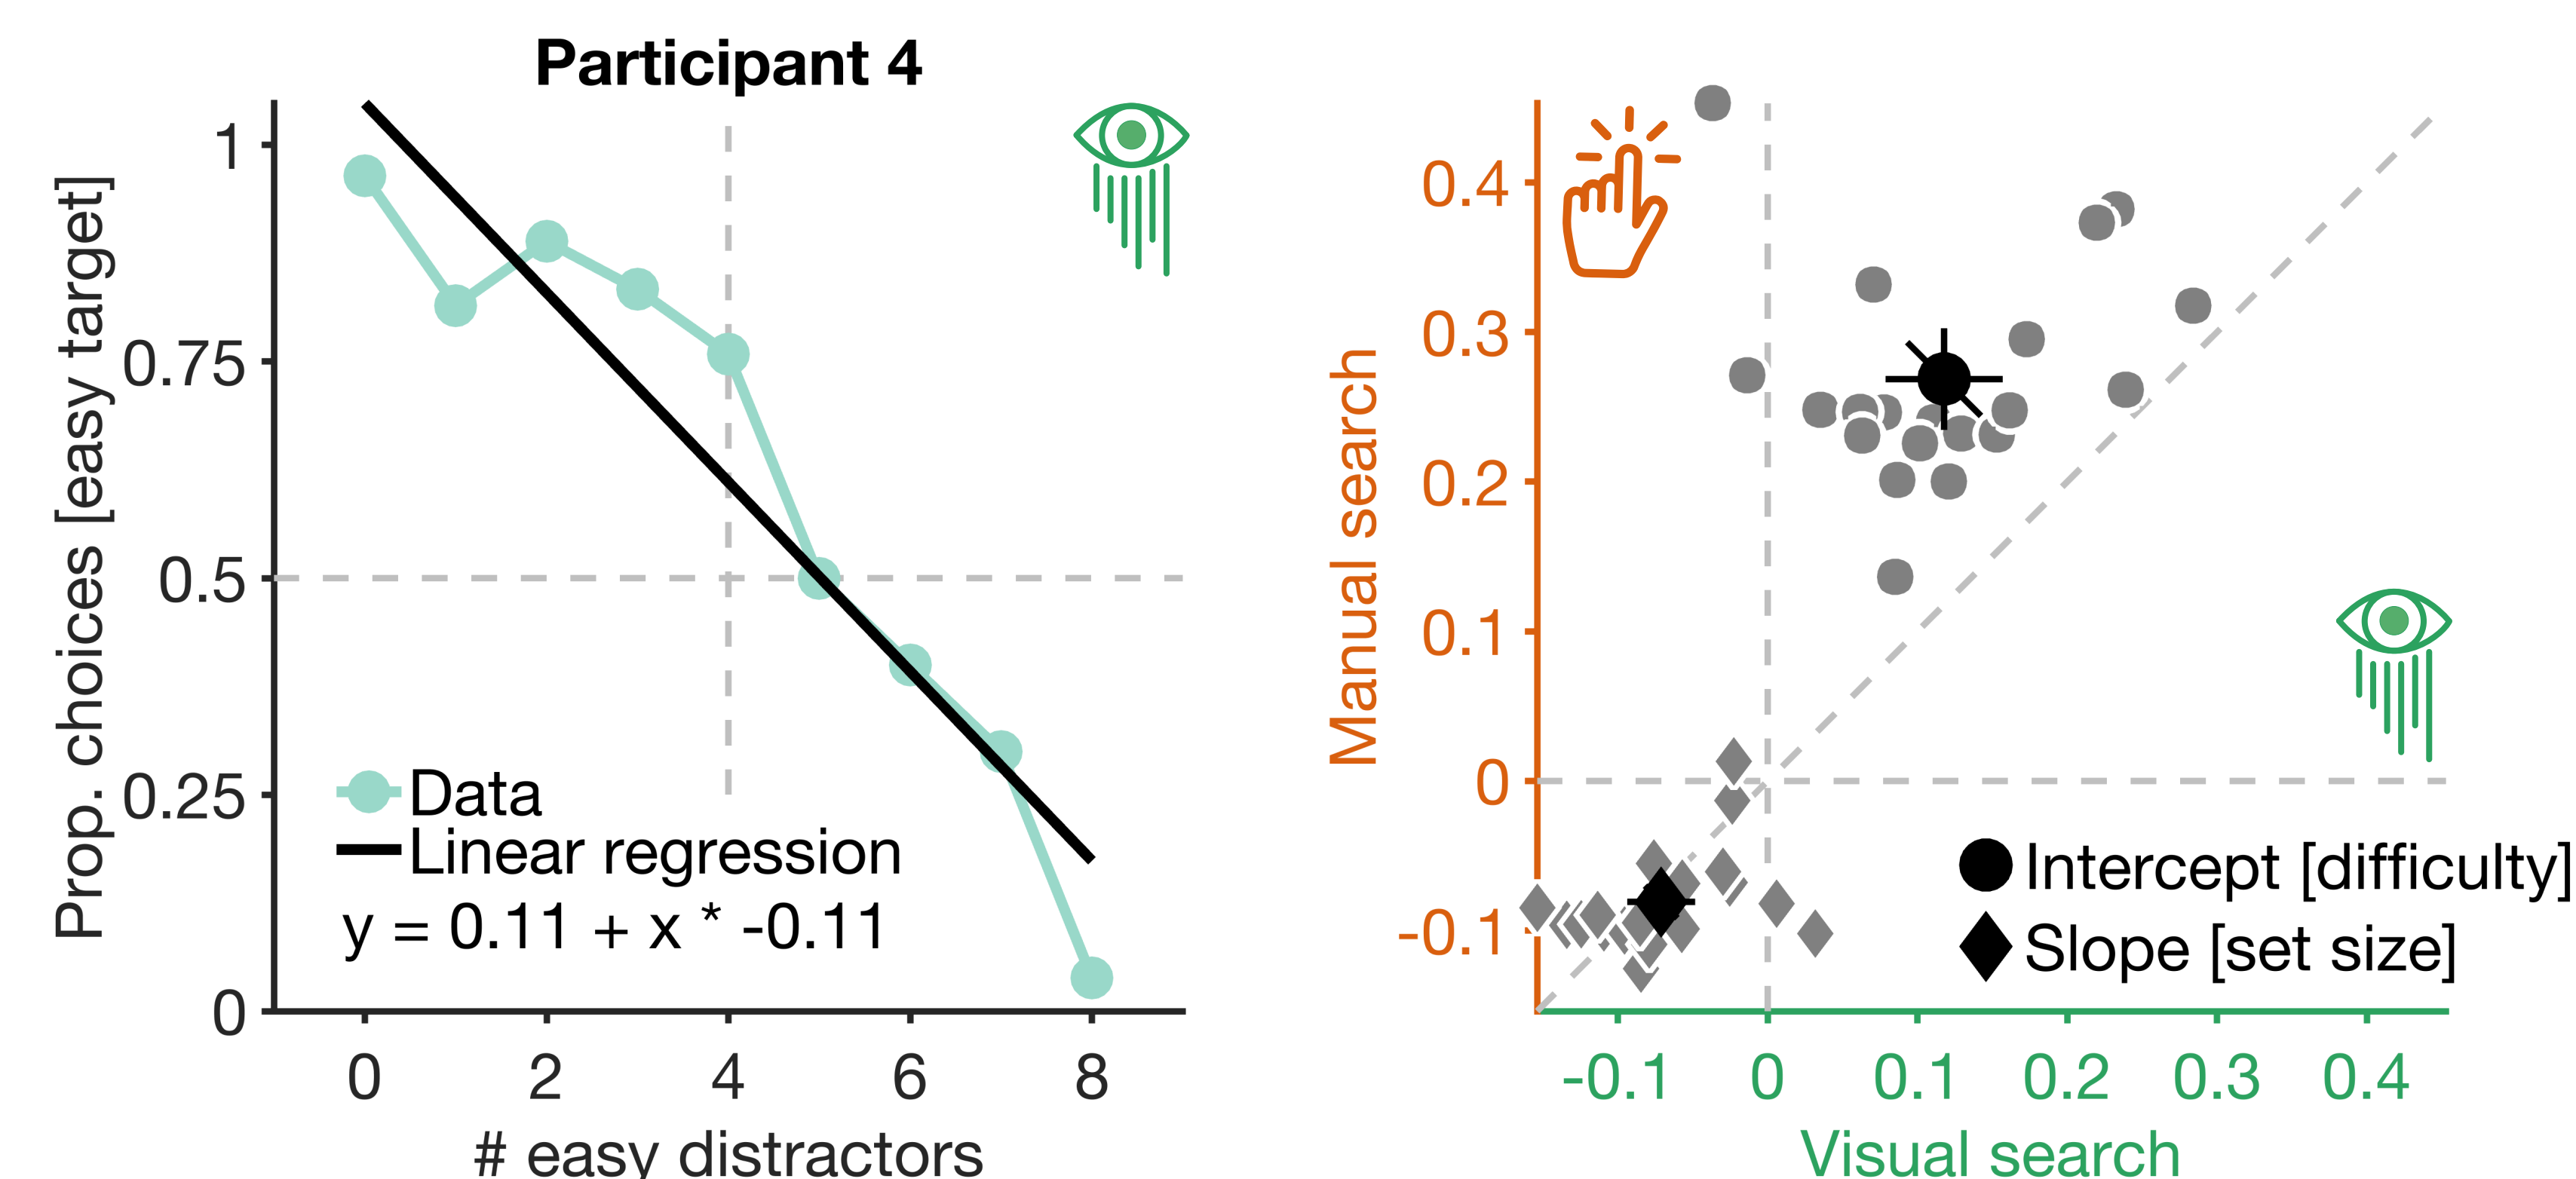 Participant 4
Prop. choices [easy target]
1
0.75
0.5
0.25
0
Data
Linear regression
y = 0.11 + x * -0.11
0
2
4
6
8
# easy distractors
Manual search
0.4
0.3
0.2
0.1
0
-0.1
Intercept [difficulty]
Slope [set size]
-0.1
0
0.1
0.2
0.3
0.4
Visual search